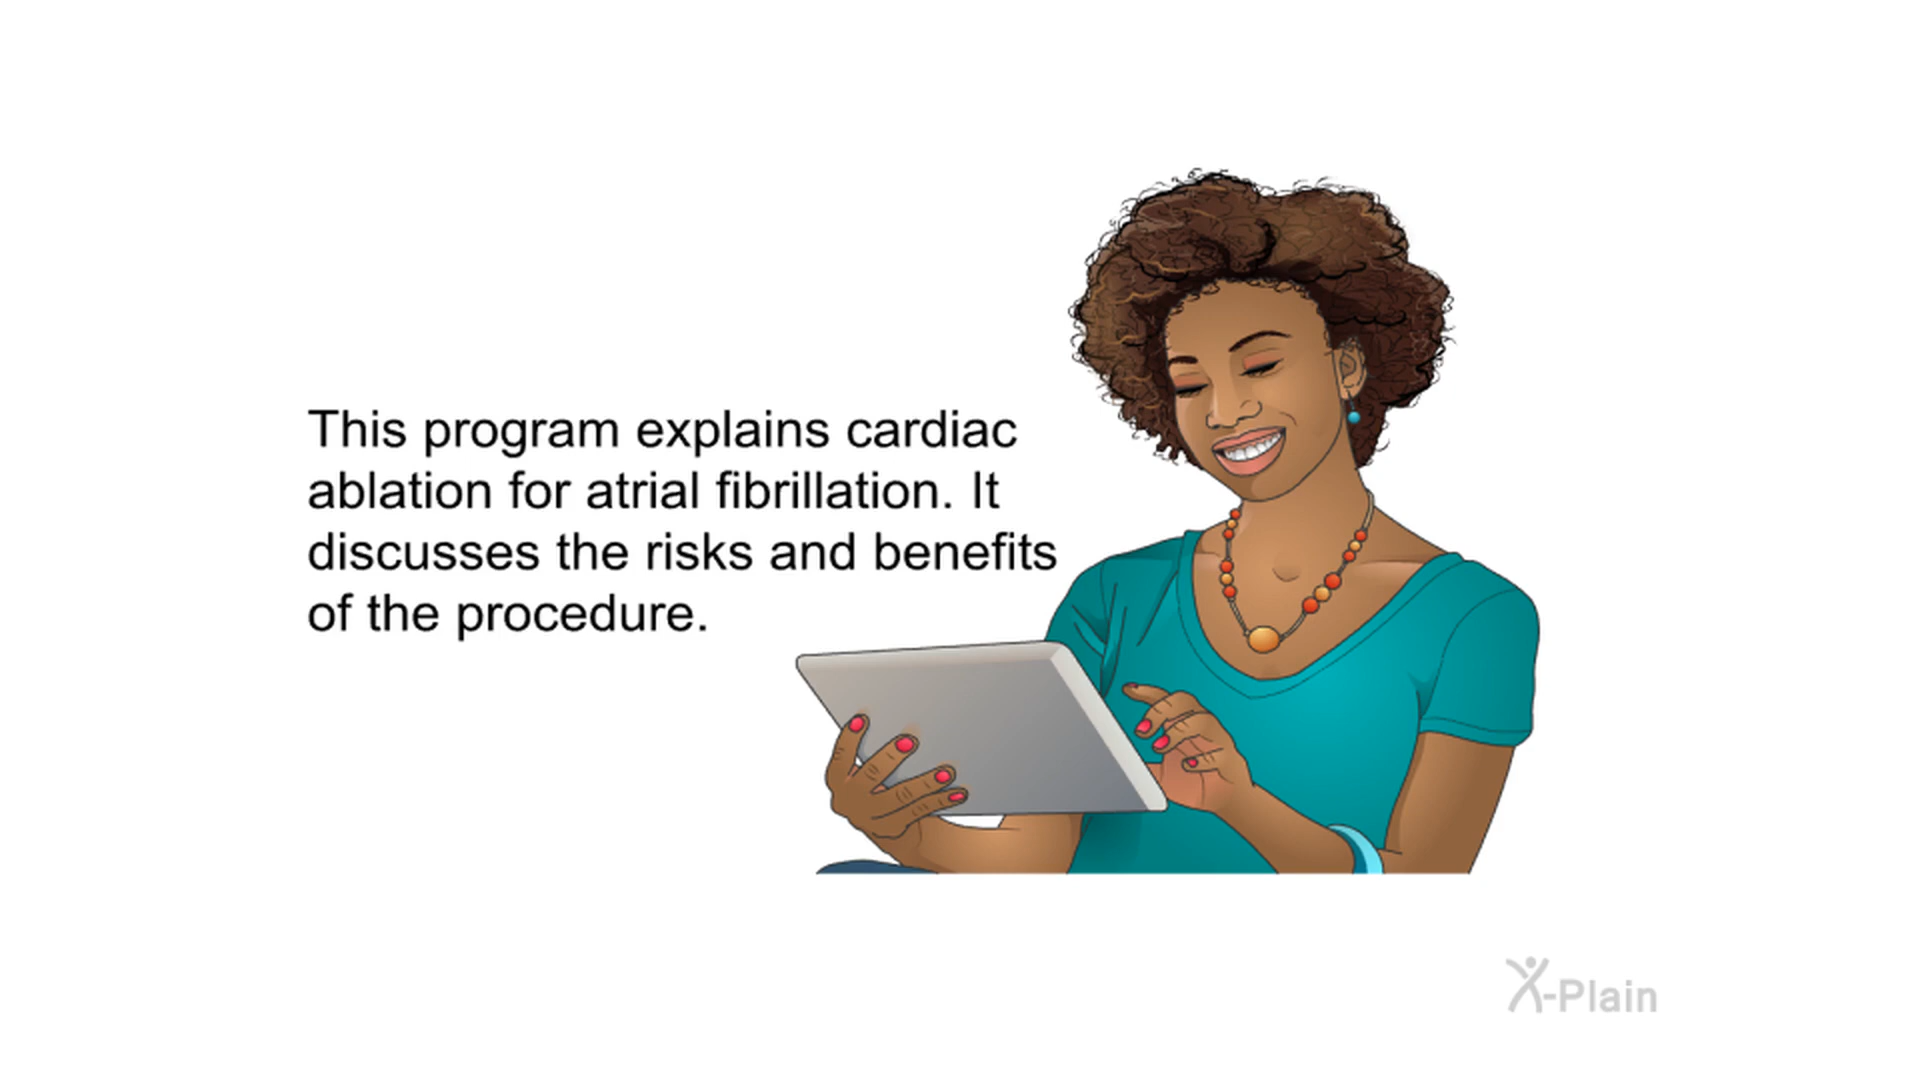 This program explains cardiac
ablation for atrial fibrillation. It
discusses the risks and benefits
of the procedure.
X-Plain